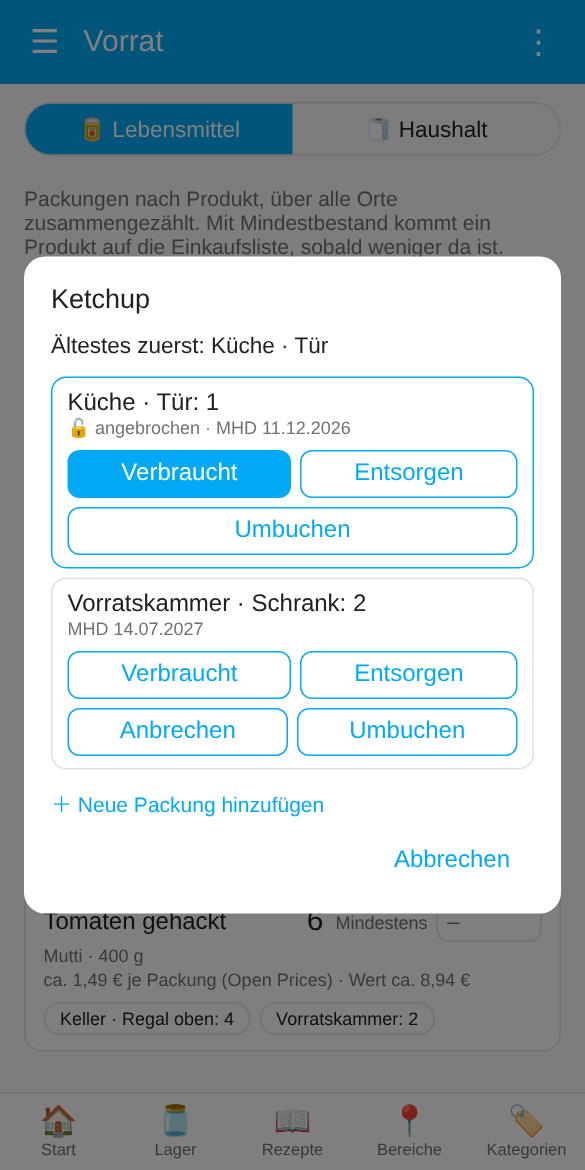 Vorrat
Lebensmittel
Haushalt
Packungen nach Produkt, über alle Orte
zusammengezählt. Mit Mindestbestand kommt ein
Produkt auf die Einkaufsliste, sobald weniger da ist.
Ketchup
Ältestes zuerst: Küche · Tür
Küche · Tür: 1
angebrochen · MHD 11.12.2026
Verbraucht
Entsorgen
Umbuchen
Vorratskammer · Schrank: 2
MHD 14.07.2027
Verbraucht
Entsorgen
Anbrechen
Umbuchen
+ Neue Packung hinzufügen
Abbrechen
Tomaten gehackt 6 Mindestens –
Mutti · 400 g
ca. 1,49 € je Packung (Open Prices) · Wert ca. 8,94 €
Keller · Regal oben: 4
Vorratskammer: 2
Start
Lager
Rezepte
Bereiche
Kategorien